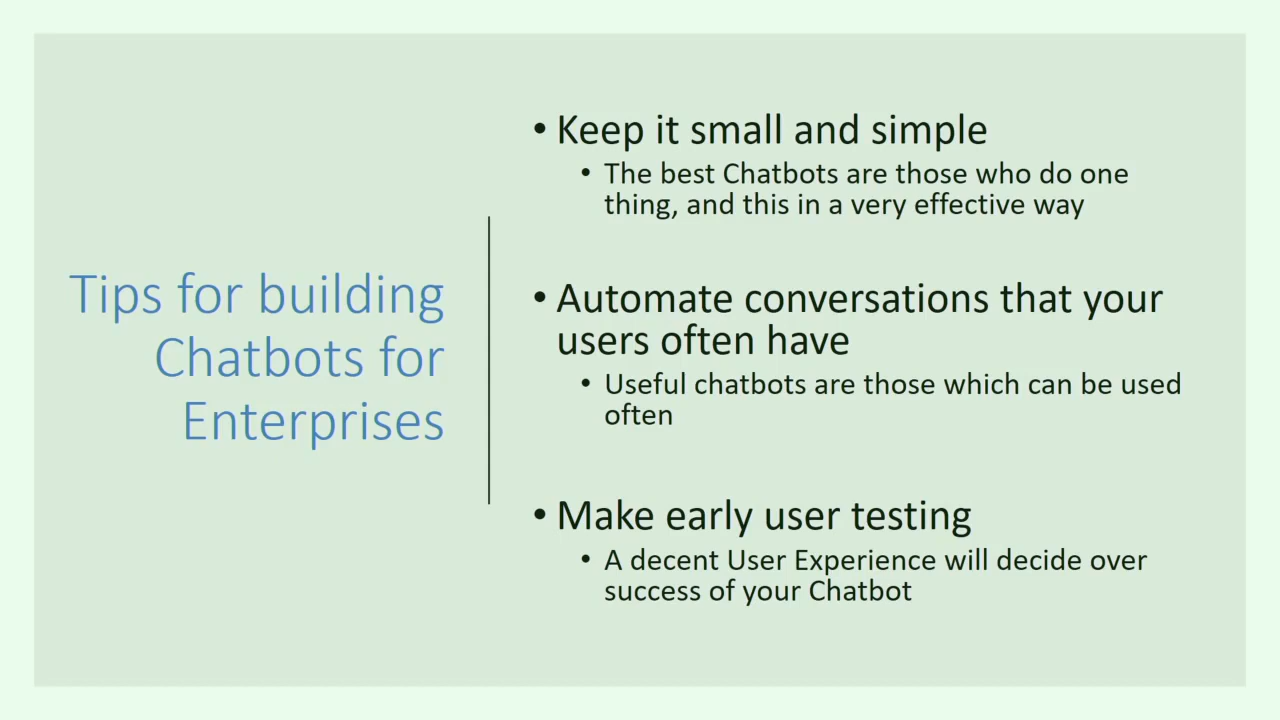 Tips for building
Chatbots for
Enterprises
• Keep it small and simple
• The best Chatbots are those who do one
thing, and this in a very effective way
• Automate conversations that your
users often have
• Useful chatbots are those which can be used
often
• Make early user testing
• A decent User Experience will decide over
success of your Chatbot